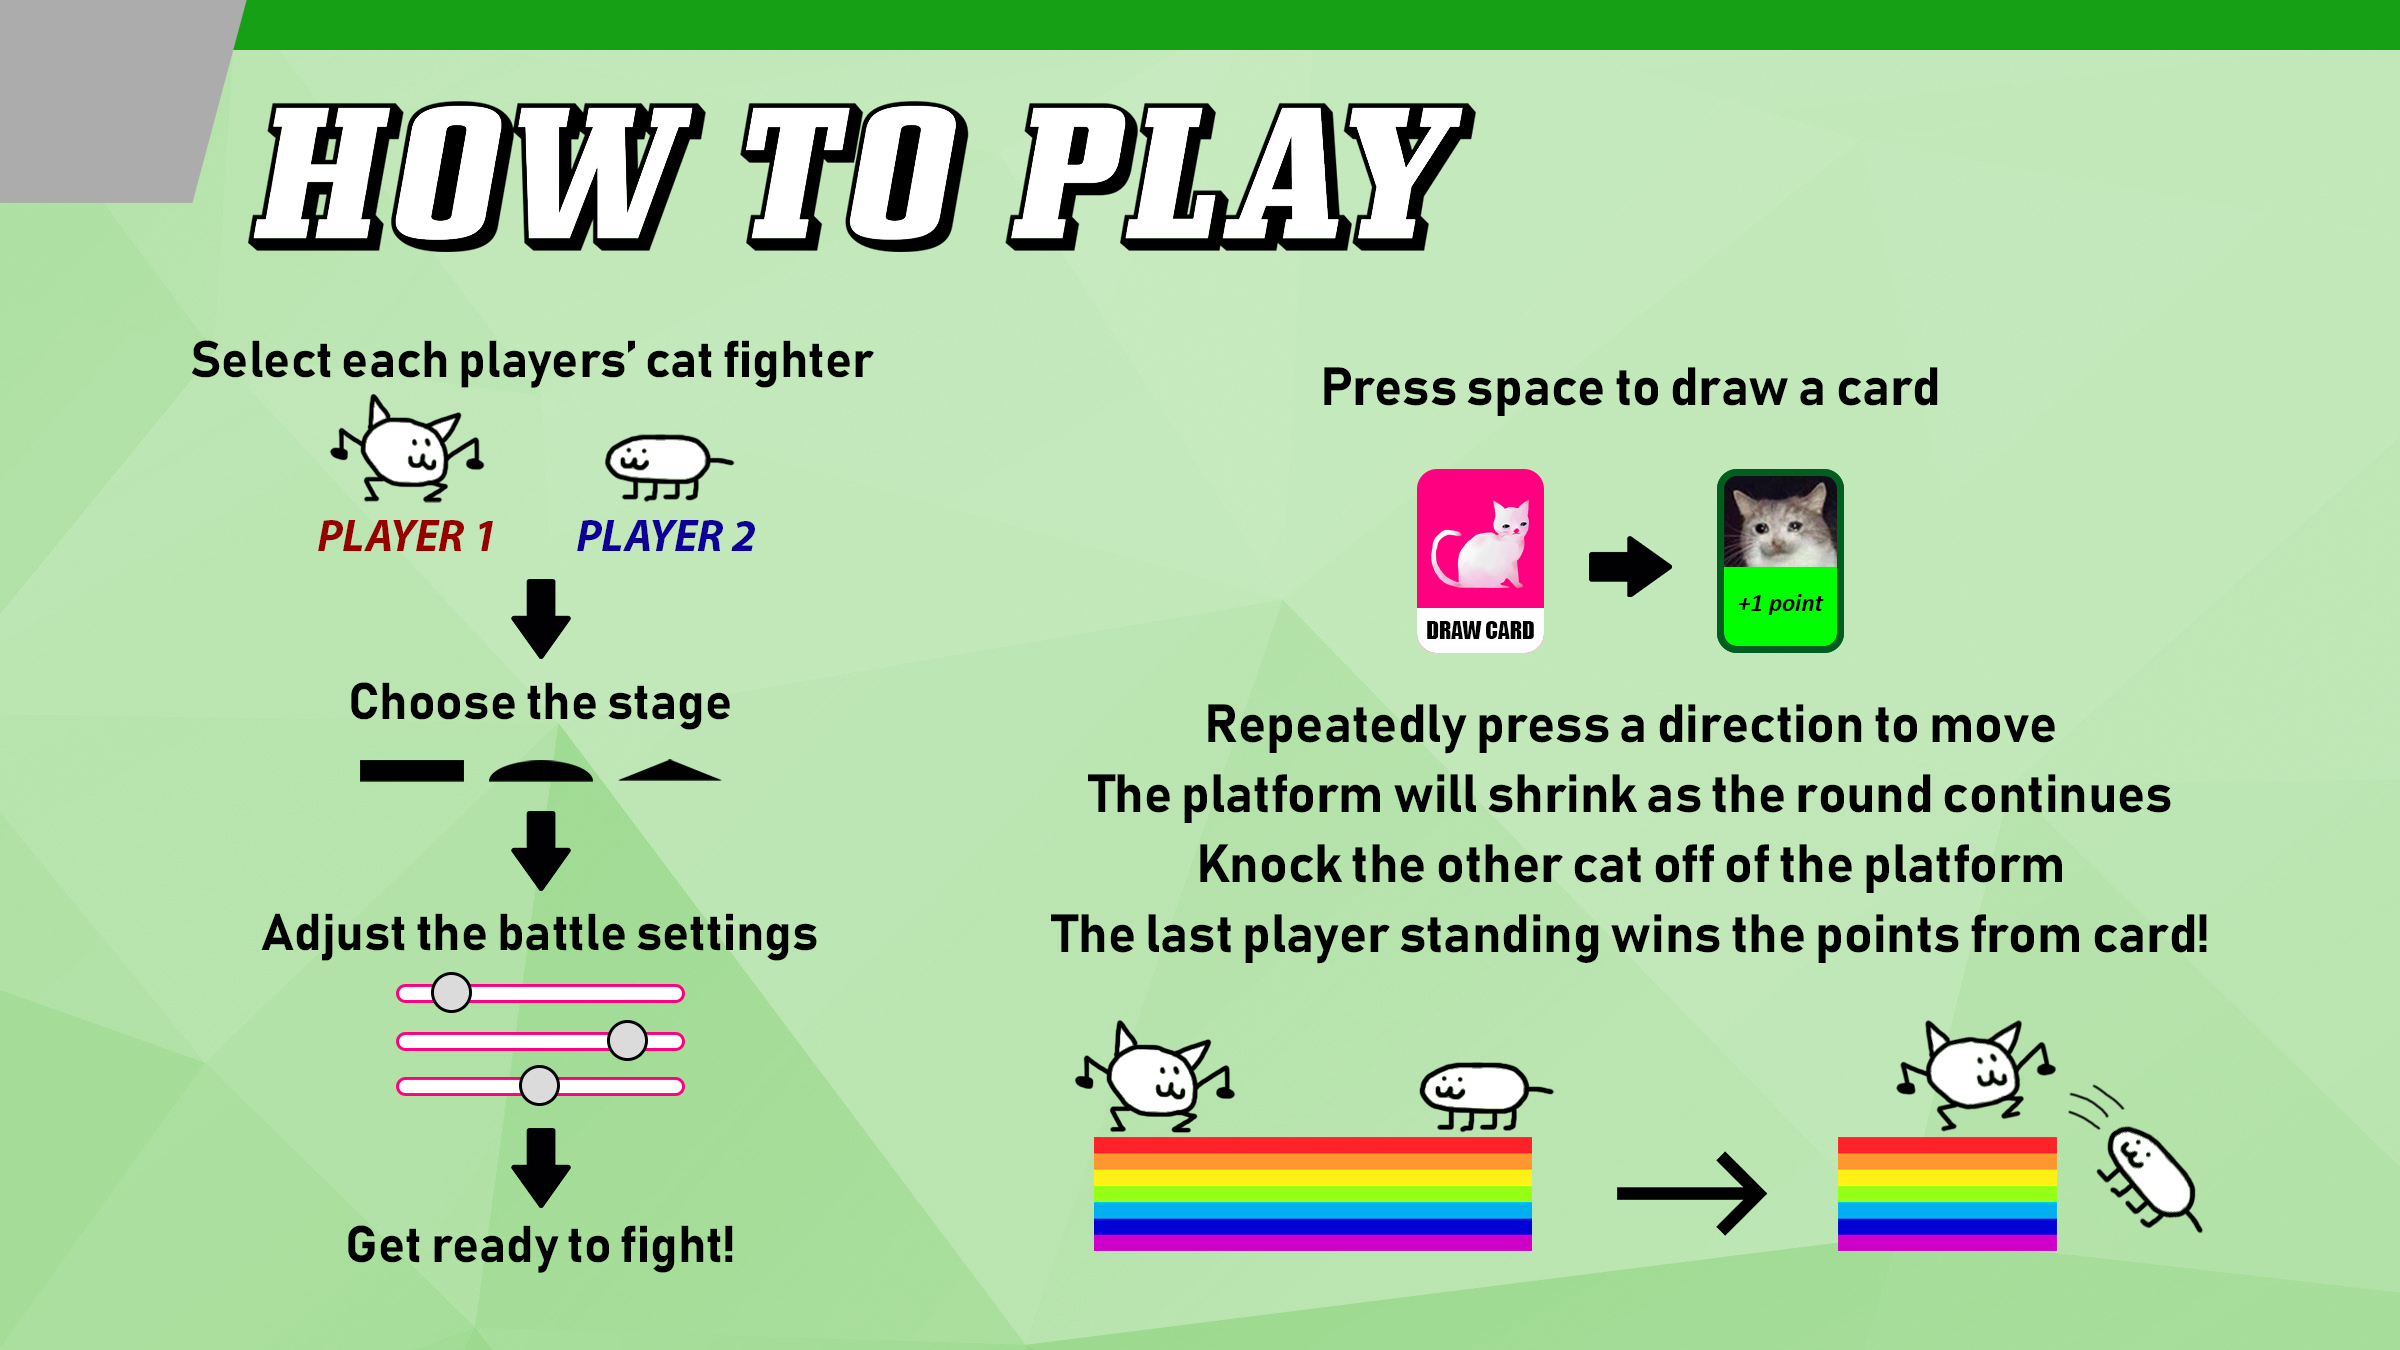 HOW TO PLAY
Select each players’ cat fighter
PLAYER 1
PLAYER 2
Choose the stage
Adjust the battle settings
Get ready to fight!
Press space to draw a card
DRAW CARD
+1 point
Repeatedly press a direction to move
The platform will shrink as the round continues
Knock the other cat off of the platform
The last player standing wins the points from card!